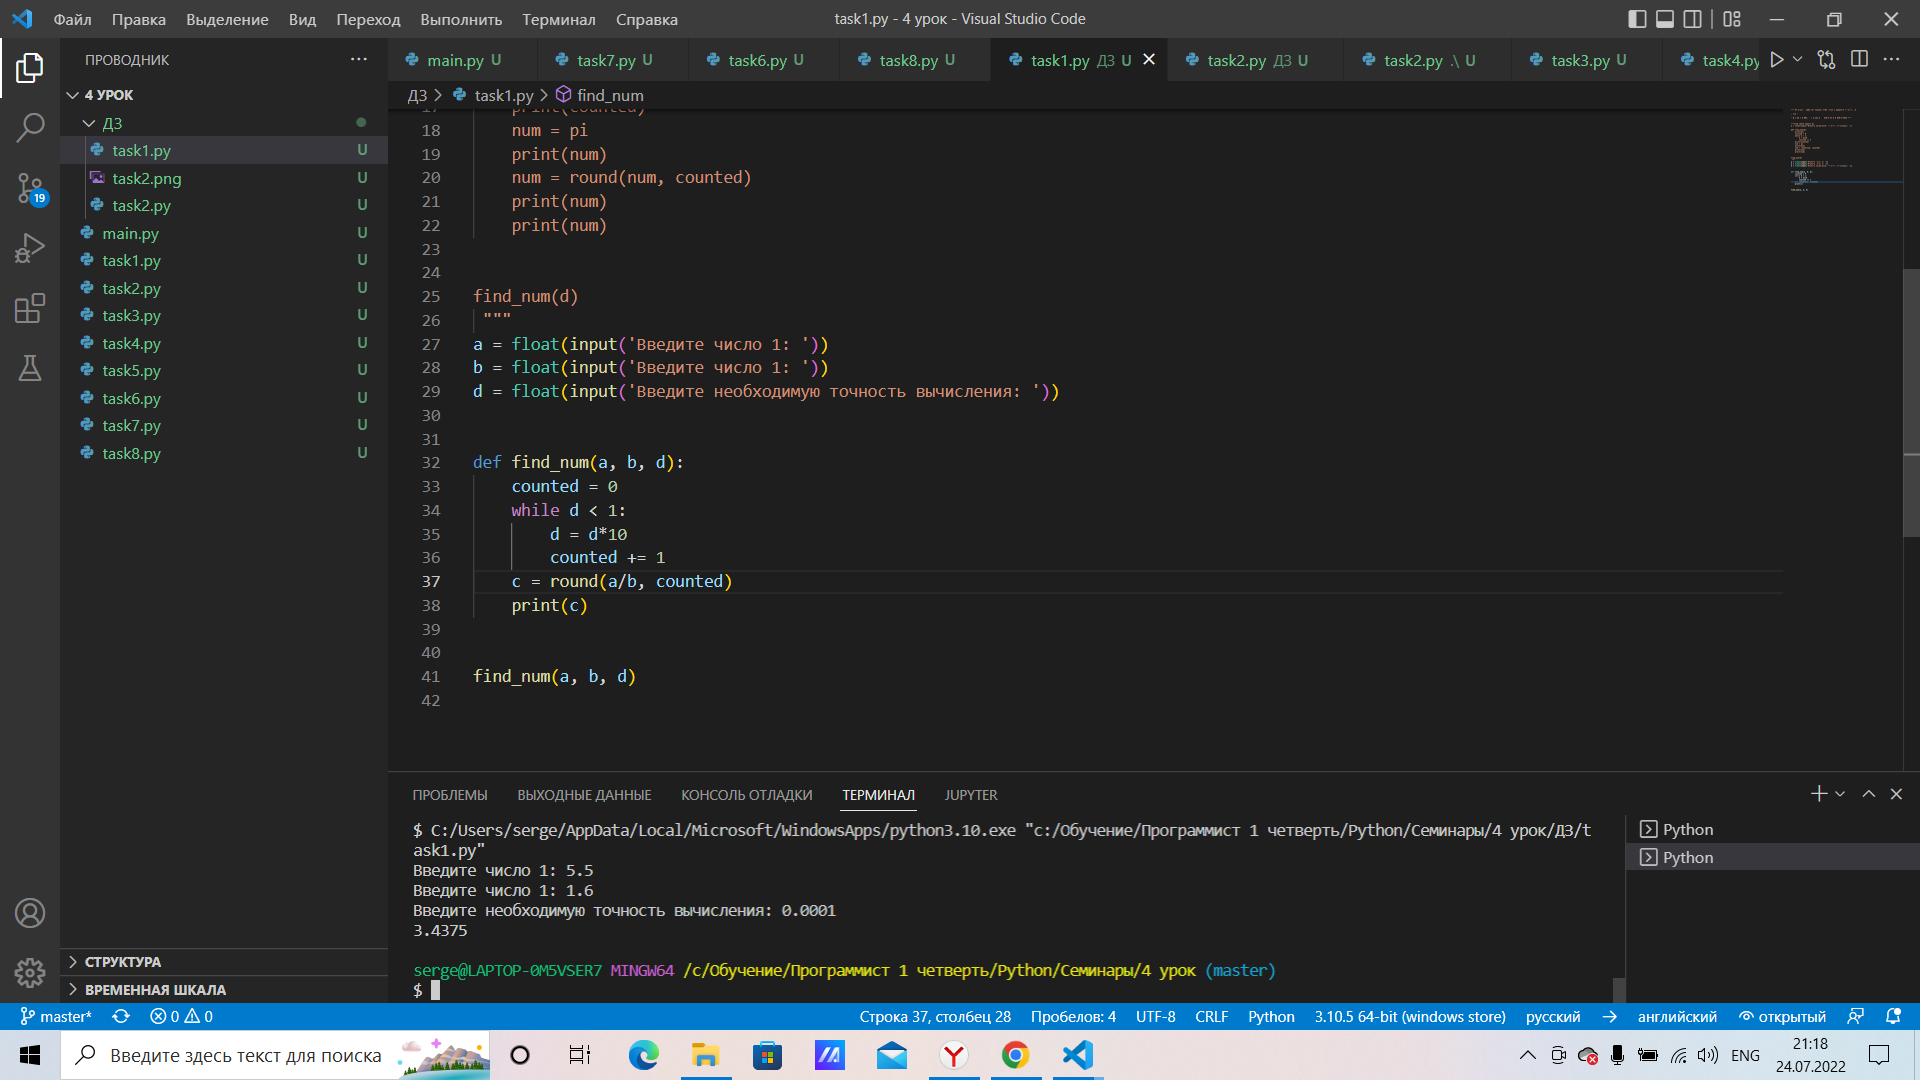 Файл Правка Выделение Вид Переход Выполнить Терминал Справка
task1.py - 4 урок - Visual Studio Code
ПРОВОДНИК
4 УРОК
ДЗ
task1.py U
task2.png U
task2.py U
main.py U
task1.py U
task2.py U
task3.py U
task4.py U
task5.py U
task6.py U
task7.py U
task8.py U
СТРУКТУРА
ВРЕМЕННАЯ ШКАЛА
19
main.py U task7.py U task6.py U task8.py U task1.py ДЗ U task2.py ДЗ U task2.py .\ U task3.py U task4.py
ДЗ > task1.py > find_num
17 print(counted)
18 num = pi
19 print(num)
20 num = round(num, counted)
21 print(num)
22 print(num)
23
24
25 find_num(d)
26 """
27 a = float(input('Введите число 1: '))
28 b = float(input('Введите число 1: '))
29 d = float(input('Введите необходимую точность вычисления: '))
30
31
32 def find_num(a, b, d):
33 counted = 0
34 while d < 1:
35 d = d*10
36 counted += 1
37 c = round(a/b, counted)
38 print(c)
39
40
41 find_num(a, b, d)
42
ПРОБЛЕМЫ ВЫХОДНЫЕ ДАННЫЕ КОНСОЛЬ ОТЛАДКИ ТЕРМИНАЛ JUPYTER
$ C:/Users/serge/AppData/Local/Microsoft/WindowsApps/python3.10.exe "c:/Обучение/Программист 1 четверть/Python/Семинары/4 урок/ДЗ/t
ask1.py"
Введите число 1: 5.5
Введите число 1: 1.6
Введите необходимую точность вычисления: 0.0001
3.4375
serge@LAPTOP-0M5VSER7 MINGW64 /c/Обучение/Программист 1 четверть/Python/Семинары/4 урок (master)
$
Python
Python
master* 0 0 Строка 37, столбец 28 Пробелов: 4 UTF-8 CRLF Python 3.10.5 64-bit (windows store) русский → английский открытый
Введите здесь текст для поиска
ENG
21:18
24.07.2022